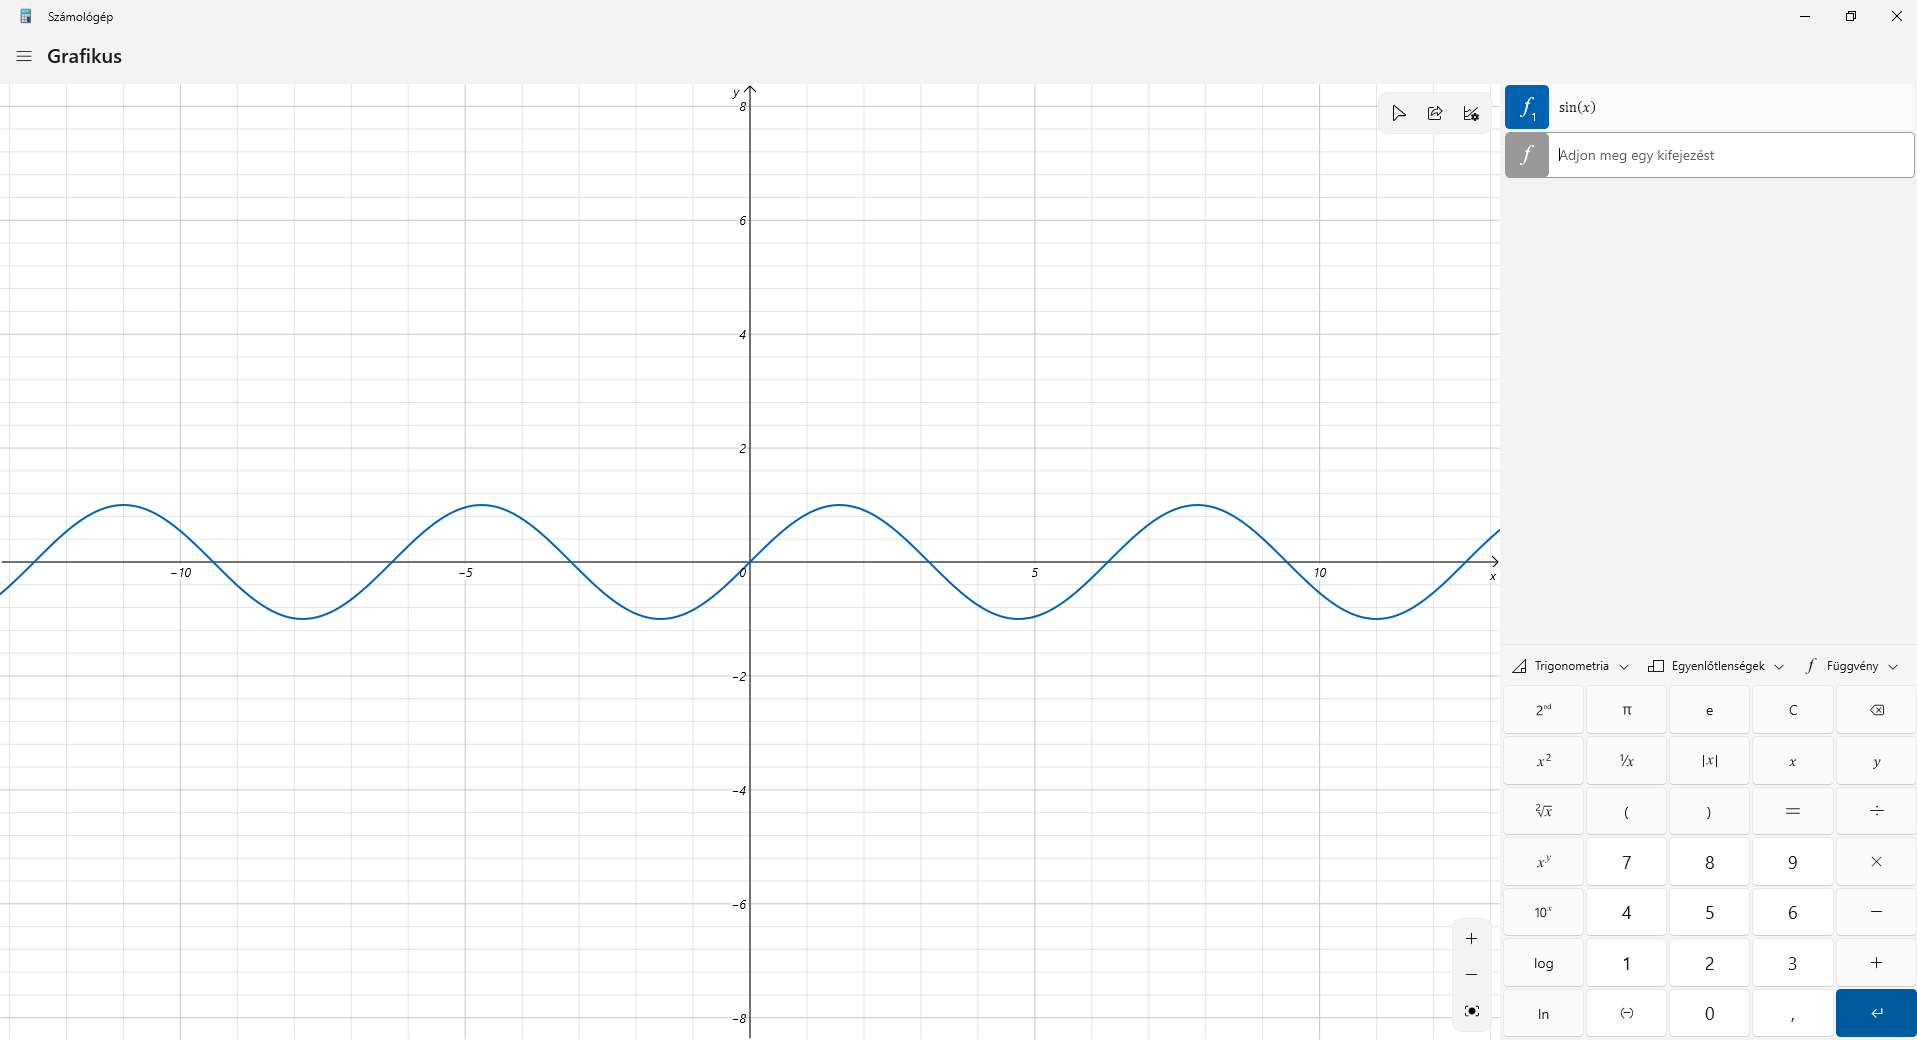 Számológép
Grafikus
y
8
6
4
2
−10 −5 0 5 10
x
−2
−4
−6
−8
f1 sin(x)
f Adjon meg egy kifejezést
Trigonometria Egyenlőtlenségek f Függvény
2nd π e C
x2 1/x |x| x y
2√x ( ) = ÷
xy 7 8 9 ×
10x 4 5 6 −
log 1 2 3 +
ln (−) 0 ,
+
−